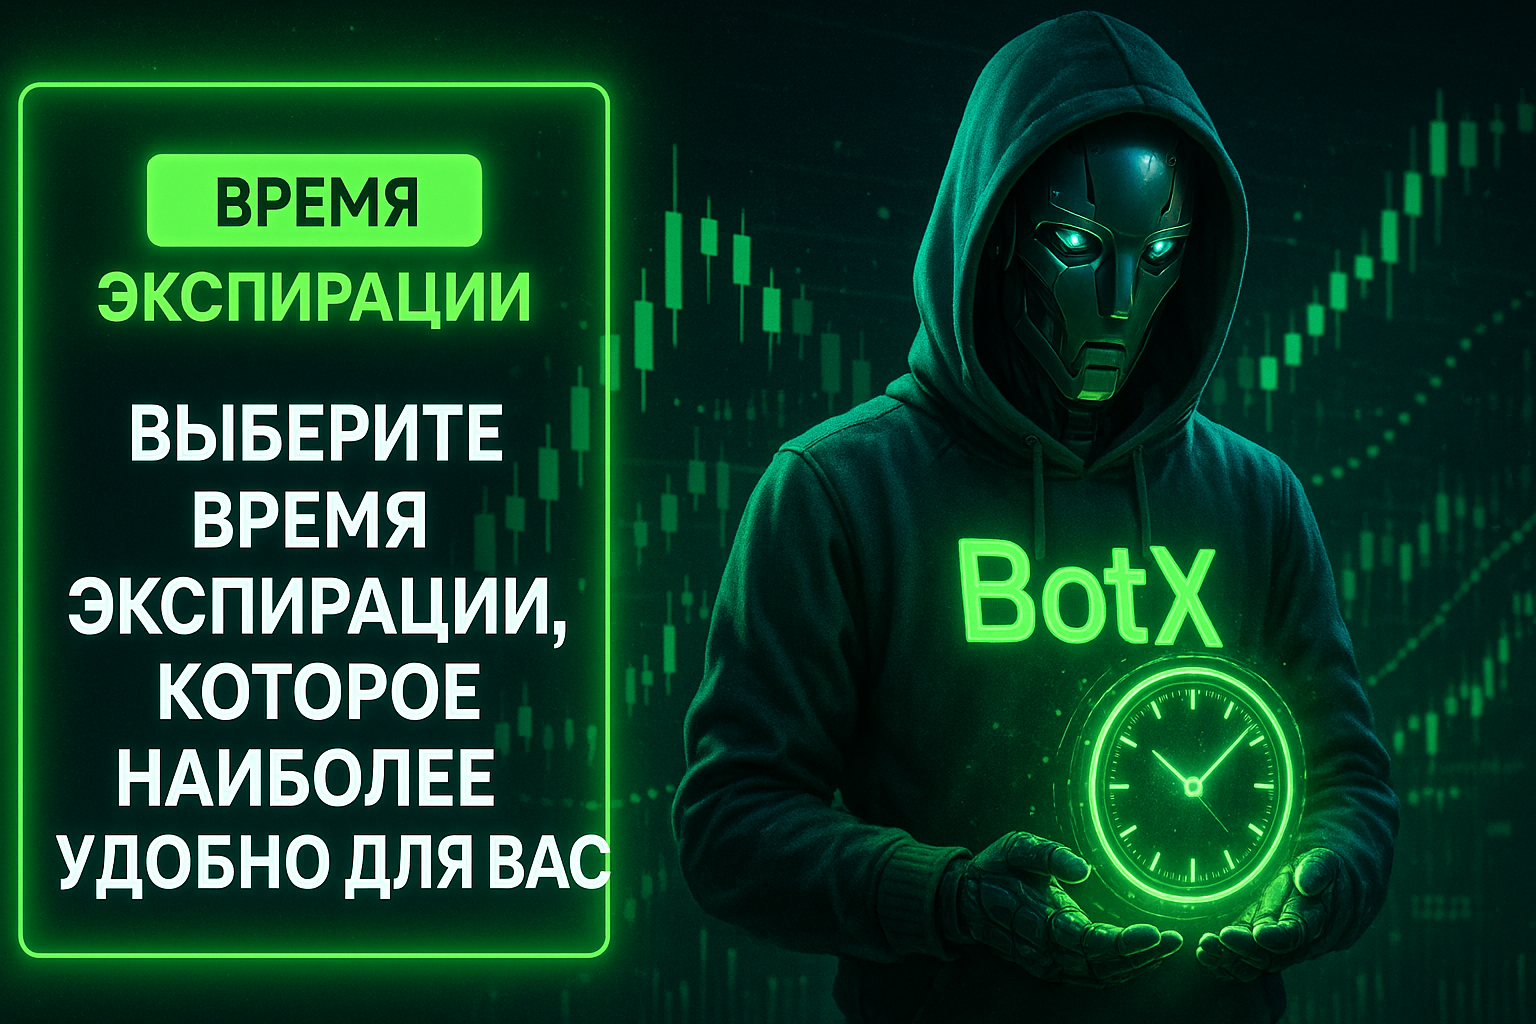 ВРЕМЯ
ЭКСПИРАЦИИ
ВЫБЕРИТЕ
ВРЕМЯ
ЭКСПИРАЦИИ,
КОТОРОЕ
НАИБОЛЕЕ
УДОБНО ДЛЯ ВАС
BotX